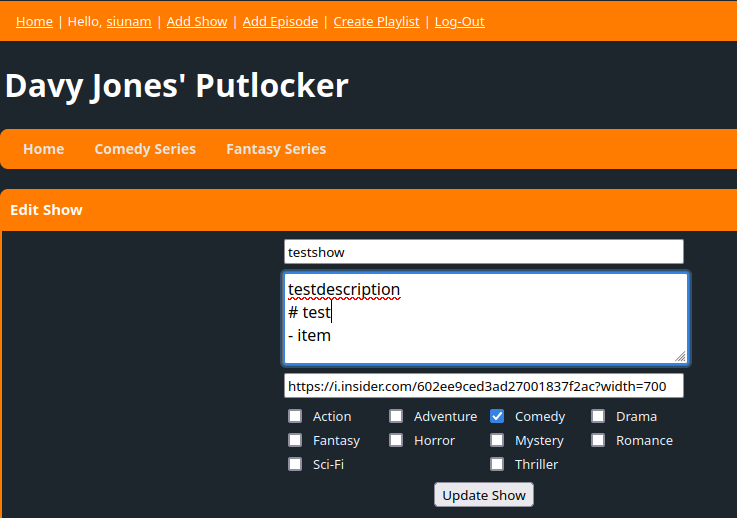 Home | Hello, siunam | Add Show | Add Episode | Create Playlist | Log-Out
Davy Jones' Putlocker
Home Comedy Series Fantasy Series
Edit Show
testshow
testdescription
# test
- item
https://i.insider.com/602ee9ced3ad27001837f2ac?width=700
Action Adventure Comedy Drama
Fantasy Horror Mystery Romance
Sci-Fi Thriller
Update Show